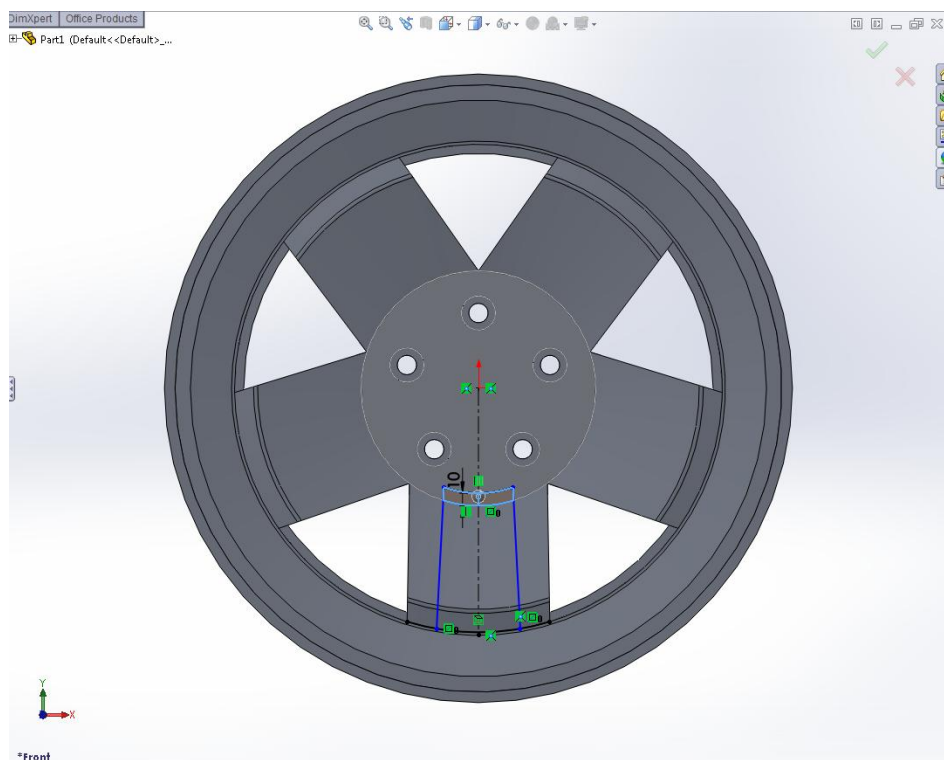 DimXpert Office Products
Part1 (Default<<Default>_...
10
Y
X
*Front